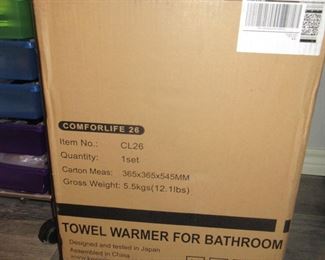 COMFORLIFE 26
Item No.: CL26
Quantity: 1set
Carton Meas: 365x365x545MM
Gross Weight: 5.5kgs(12.1lbs)
TOWEL WARMER FOR BATHROOM
Designed and tested in Japan
Assembled in China